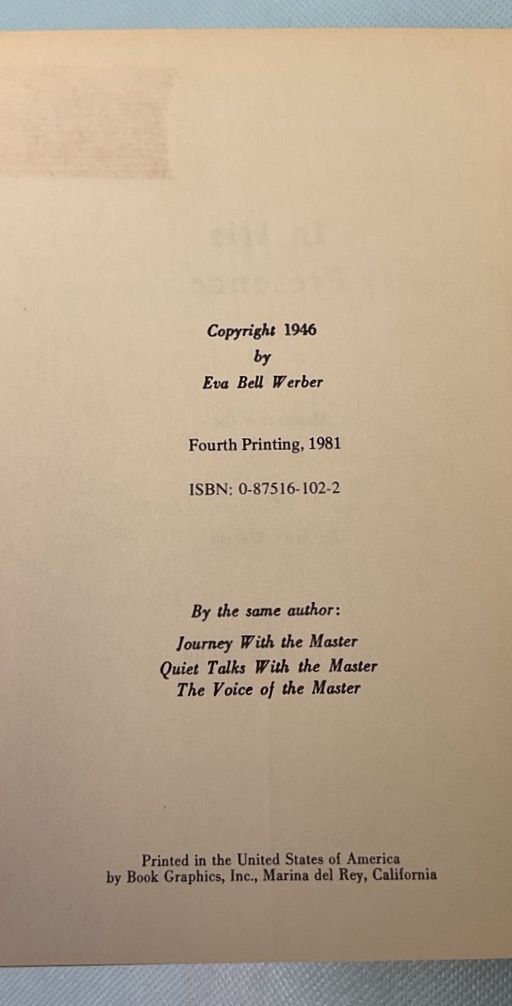 Copyright 1946
by
Eva Bell Werber
Fourth Printing, 1981
ISBN: 0-87516-102-2
By the same author:
Journey With the Master
Quiet Talks With the Master
The Voice of the Master
Printed in the United States of America
by Book Graphics, Inc., Marina del Rey, California